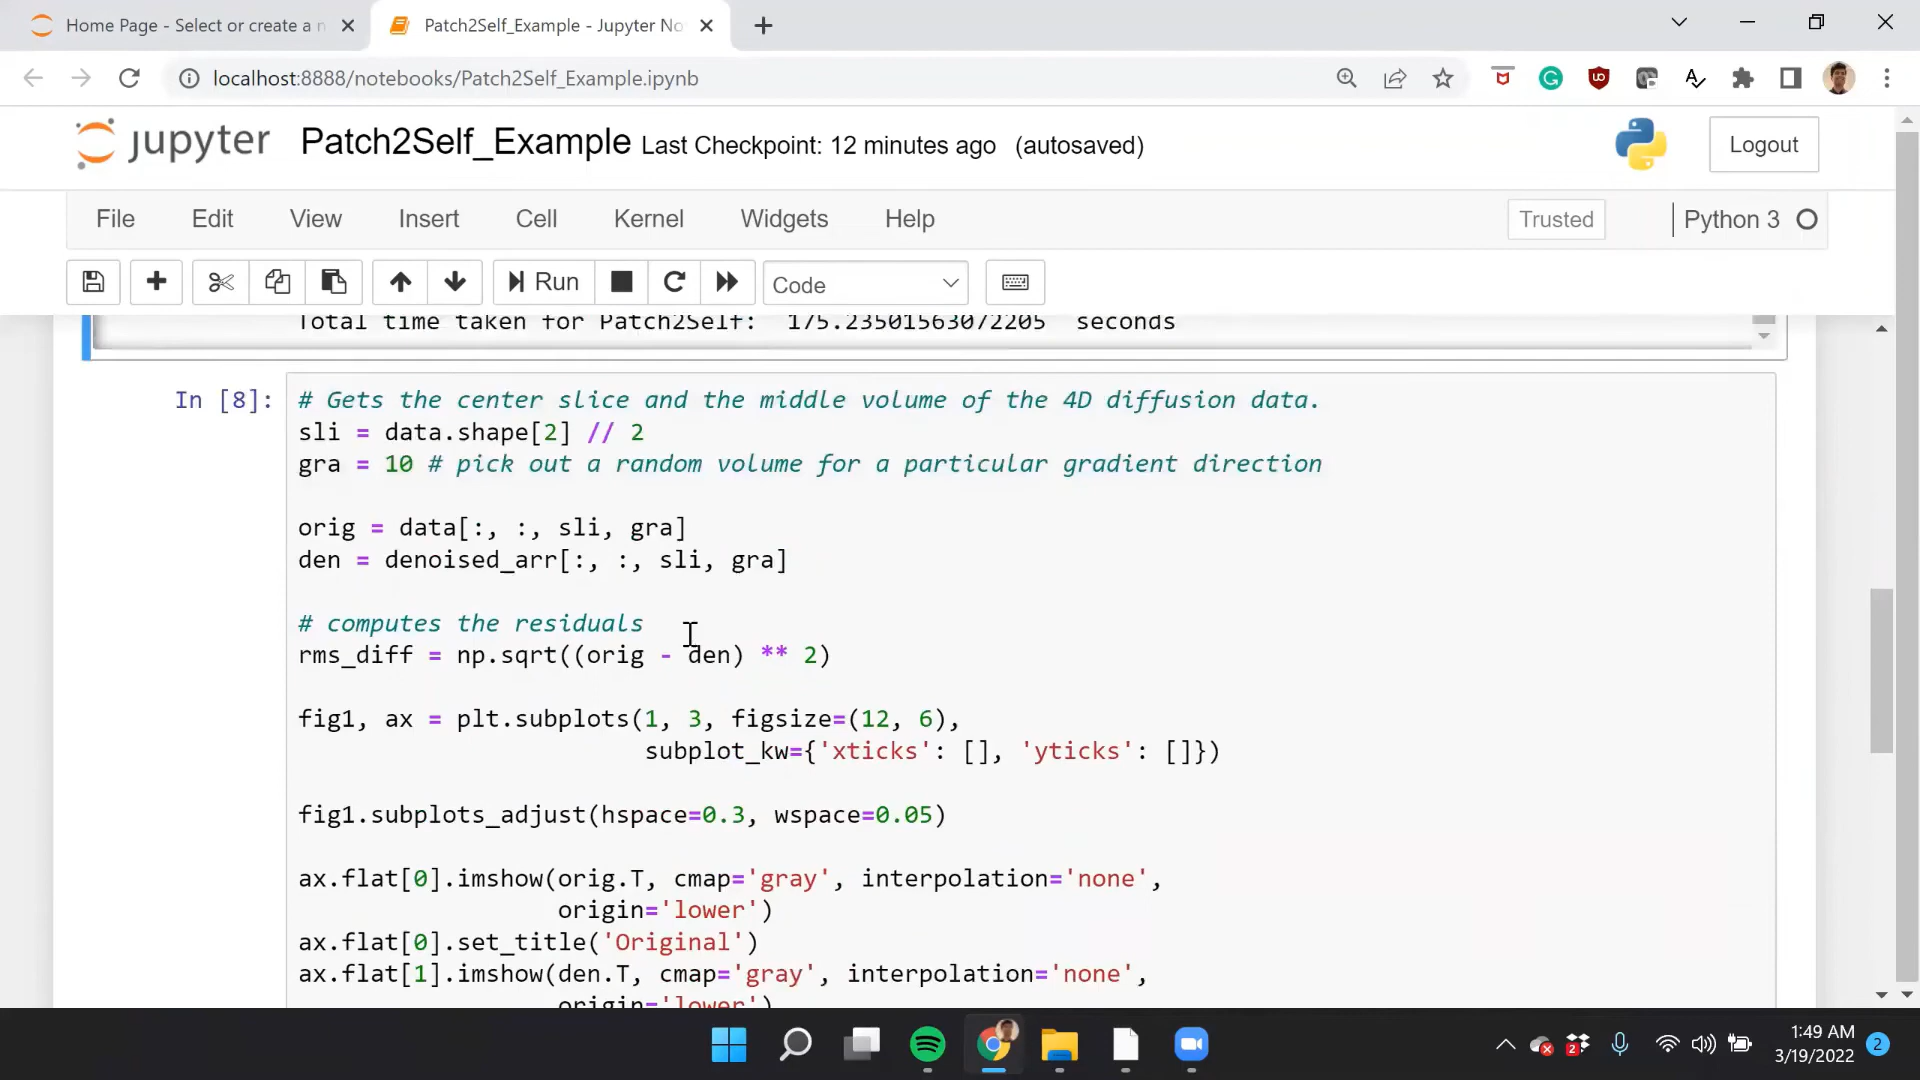 Home Page - Select or create a n
Patch2Self_Example - Jupyter No
localhost:8888/notebooks/Patch2Self_Example.ipynb
jupyter Patch2Self_Example Last Checkpoint: 12 minutes ago (autosaved)
Logout
File Edit View Insert Cell Kernel Widgets Help
Trusted
Python 3
Run
Code
Total time taken for Patch2Self:  175.23501563072205  seconds
In [8]:
# Gets the center slice and the middle volume of the 4D diffusion data.
sli = data.shape[2] // 2
gra = 10 # pick out a random volume for a particular gradient direction
orig = data[:, :, sli, gra]
den = denoised_arr[:, :, sli, gra]
# computes the residuals
rms_diff = np.sqrt((orig - den) ** 2)
fig1, ax = plt.subplots(1, 3, figsize=(12, 6),
subplot_kw={'xticks': [], 'yticks': []})
fig1.subplots_adjust(hspace=0.3, wspace=0.05)
ax.flat[0].imshow(orig.T, cmap='gray', interpolation='none',
origin='lower')
ax.flat[0].set_title('Original')
ax.flat[1].imshow(den.T, cmap='gray', interpolation='none',
origin='lower')
1:49 AM
3/19/2022
2
2